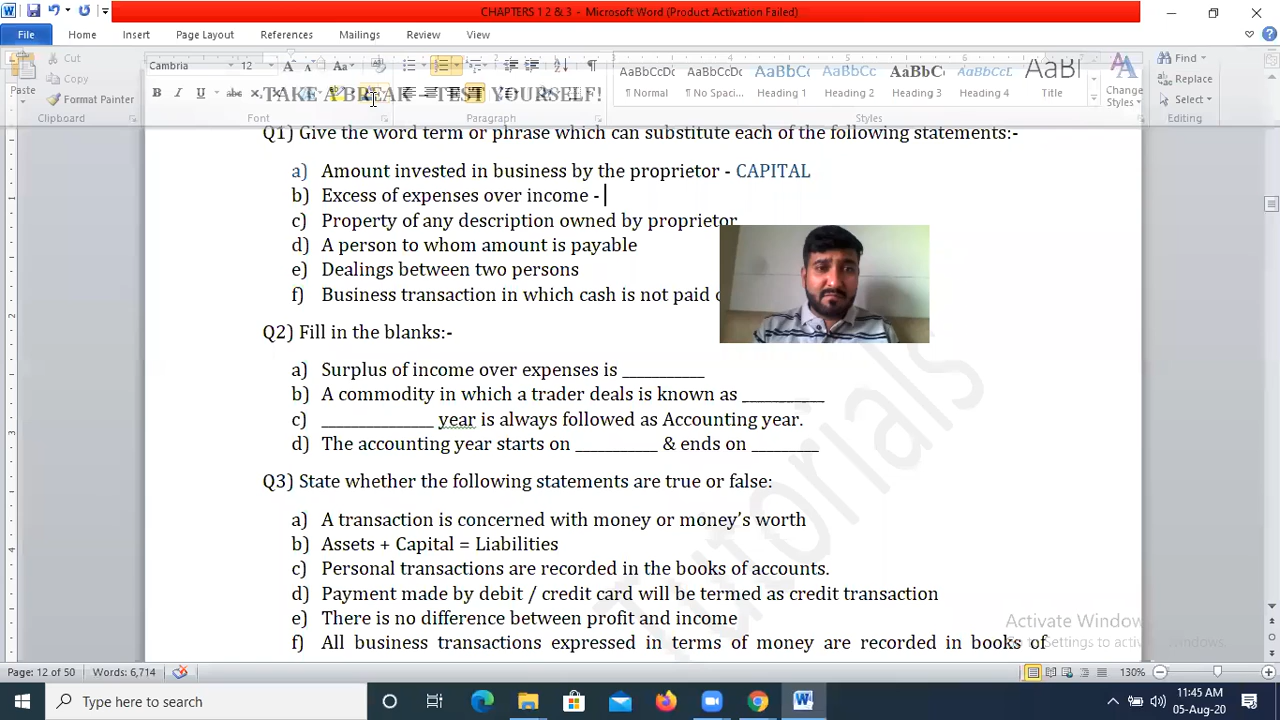 CHAPTERS 1 2 & 3 - Microsoft Word (Product Activation Failed)
File Home Insert Page Layout References Mailings Review View
Cut
Copy
Format Painter
Paste
Clipboard
Cambria 12
Font
Paragraph
AaBbCcDc AaBbCcDc AaBbCc AaBbCc AaBbCc AaBbCcL AaBI
¶ Normal ¶ No Spaci... Heading 1 Heading 2 Heading 3 Heading 4 Title
Change Styles
Styles
Find
Replace
Select
Editing
TAKE A BREAK – TEST YOURSELF!
Q1) Give the word term or phrase which can substitute each of the following statements:-
a) Amount invested in business by the proprietor - CAPITAL
b) Excess of expenses over income -
c) Property of any description owned by proprietor
d) A person to whom amount is payable
e) Dealings between two persons
f) Business transaction in which cash is not paid
Q2) Fill in the blanks:-
a) Surplus of income over expenses is ___________
b) A commodity in which a trader deals is known as ___________
c) _______________ year is always followed as Accounting year.
d) The accounting year starts on ___________ & ends on _________
Q3) State whether the following statements are true or false:
a) A transaction is concerned with money or money's worth
b) Assets + Capital = Liabilities
c) Personal transactions are recorded in the books of accounts.
d) Payment made by debit / credit card will be termed as credit transaction
e) There is no difference between profit and income
f) All business transactions expressed in terms of money are recorded in books of
Tutorials
Activate Windows
Go to Settings to activate Windows.
Page: 12 of 50 Words: 6,714 130%
Type here to search
11:45 AM
05-Aug-20